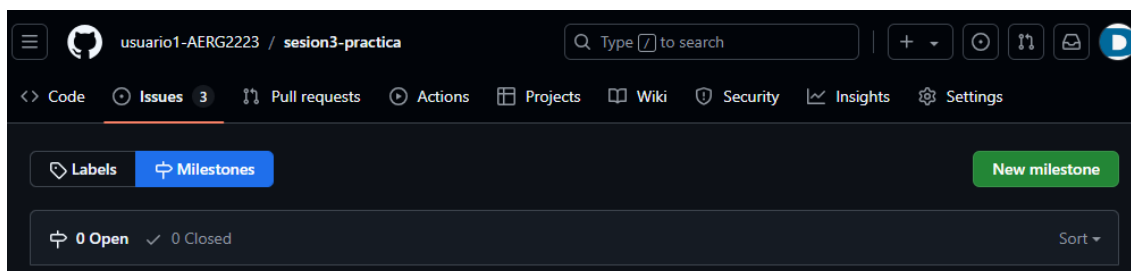 usuario1-AERG2223 / sesion3-practica Type / to search
Code Issues 3 Pull requests Actions Projects Wiki Security Insights Settings
Labels Milestones New milestone
0 Open 0 Closed Sort